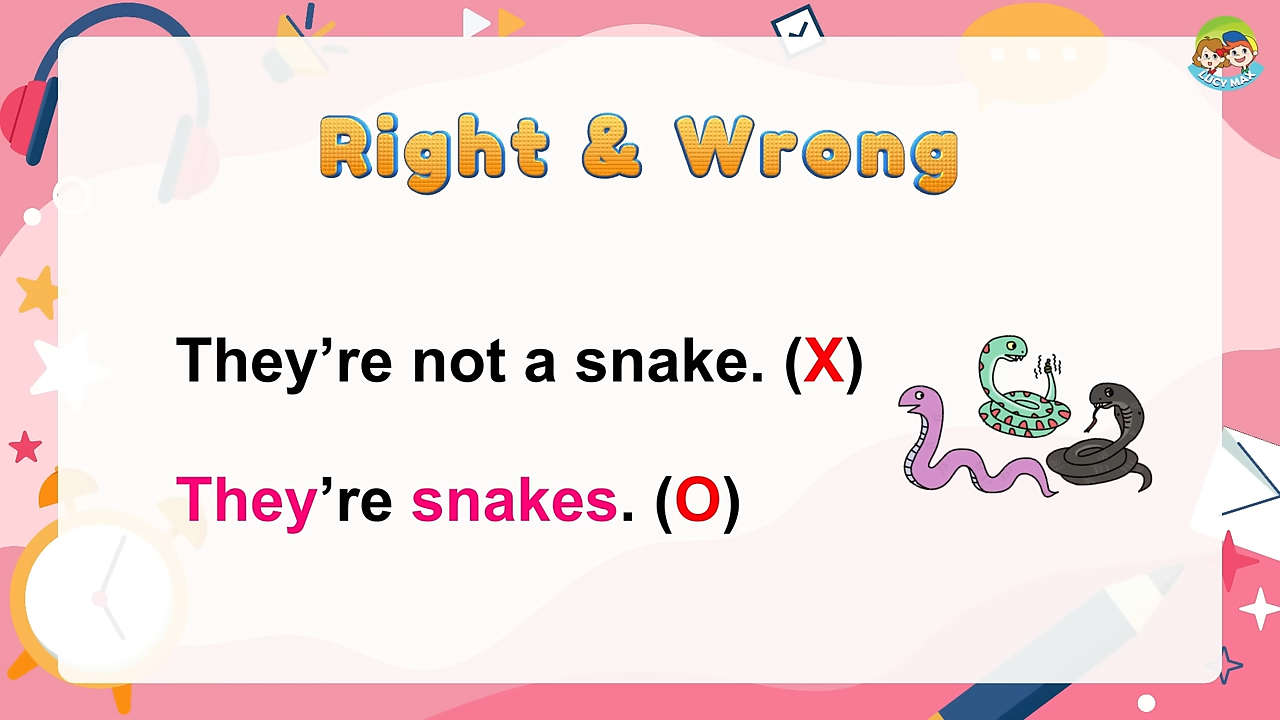 LUCY MAX
Right & Wrong
They’re not a snake. (X)
They’re snakes. (O)